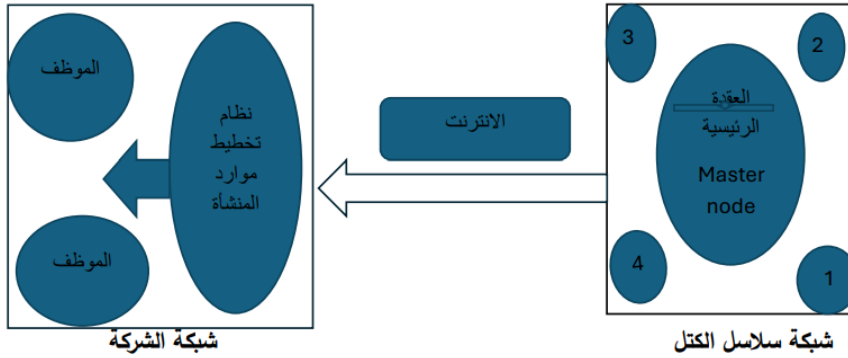 3
2
العقدة
الرئيسية
Master
node
4
1
شبكة سلاسل الكتل
الانترنت
نظام
تخطيط
موارد
المنشأة
الموظف
الموظف
شبكة الشركة